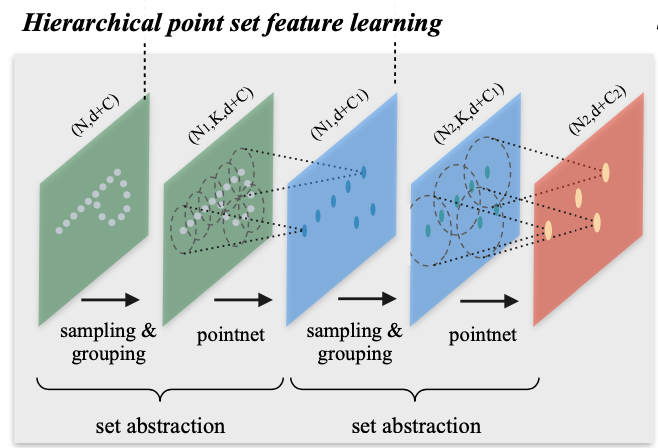 Hierarchical point set feature learning
(N,d+C)
(N₁,K,d+C)
(N₁,d+C₁)
(N₂,K,d+C₁)
(N₂,d+C₂)
sampling &
grouping
pointnet
sampling &
grouping
pointnet
set abstraction
set abstraction